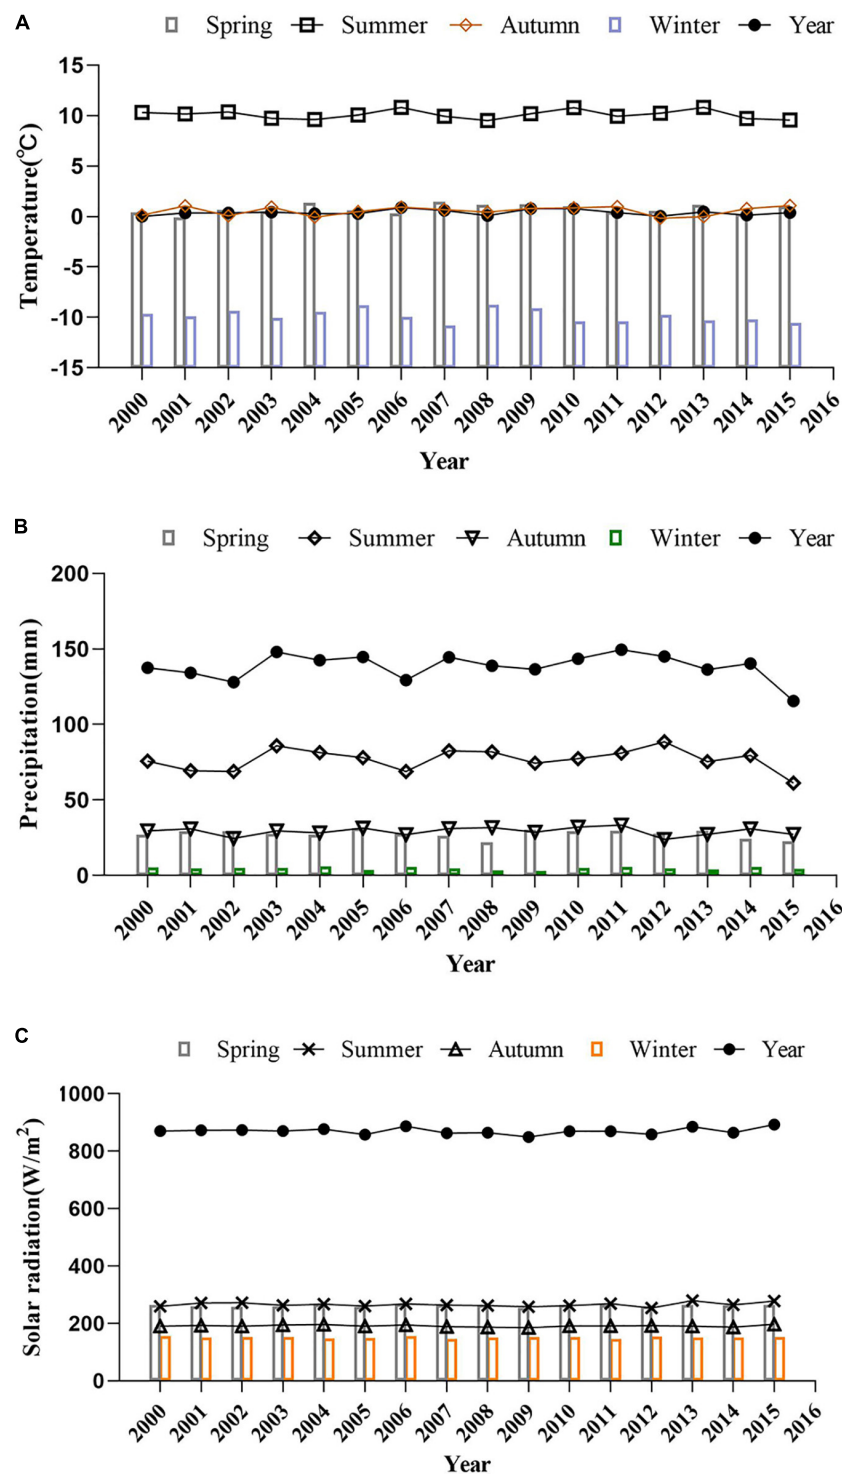 A
Spring Summer Autumn Winter Year
Temperature(℃)
15
10
5
0
-5
-10
-15
2000 2001 2002 2003 2004 2005 2006 2007 2008 2009 2010 2011 2012 2013 2014 2015 2016
Year
B
Spring Summer Autumn Winter Year
Precipitation(mm)
200
150
100
50
0
2000 2001 2002 2003 2004 2005 2006 2007 2008 2009 2010 2011 2012 2013 2014 2015 2016
Year
C
Spring Summer Autumn Winter Year
Solar radiation(W/m²)
1000
800
600
400
200
0
2000 2001 2002 2003 2004 2005 2006 2007 2008 2009 2010 2011 2012 2013 2014 2015 2016
Year